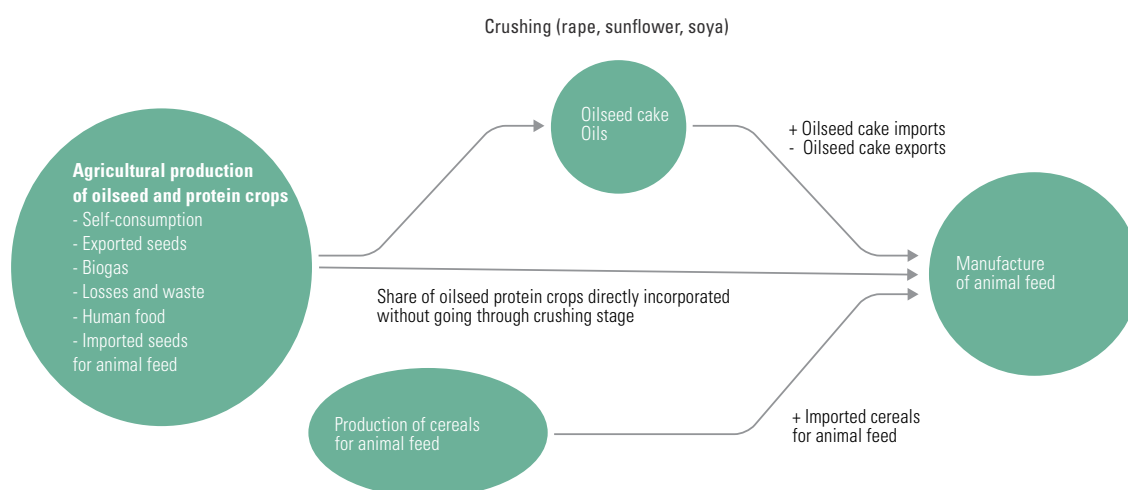 Crushing (rape, sunflower, soya)
Oilseed cake
Oils
+ Oilseed cake imports
- Oilseed cake exports
Agricultural production
of oilseed and protein crops
- Self-consumption
- Exported seeds
- Biogas
- Losses and waste
- Human food
- Imported seeds
for animal feed
Manufacture
of animal feed
Share of oilseed protein crops directly incorporated
without going through crushing stage
Production of cereals
for animal feed
+ Imported cereals
for animal feed